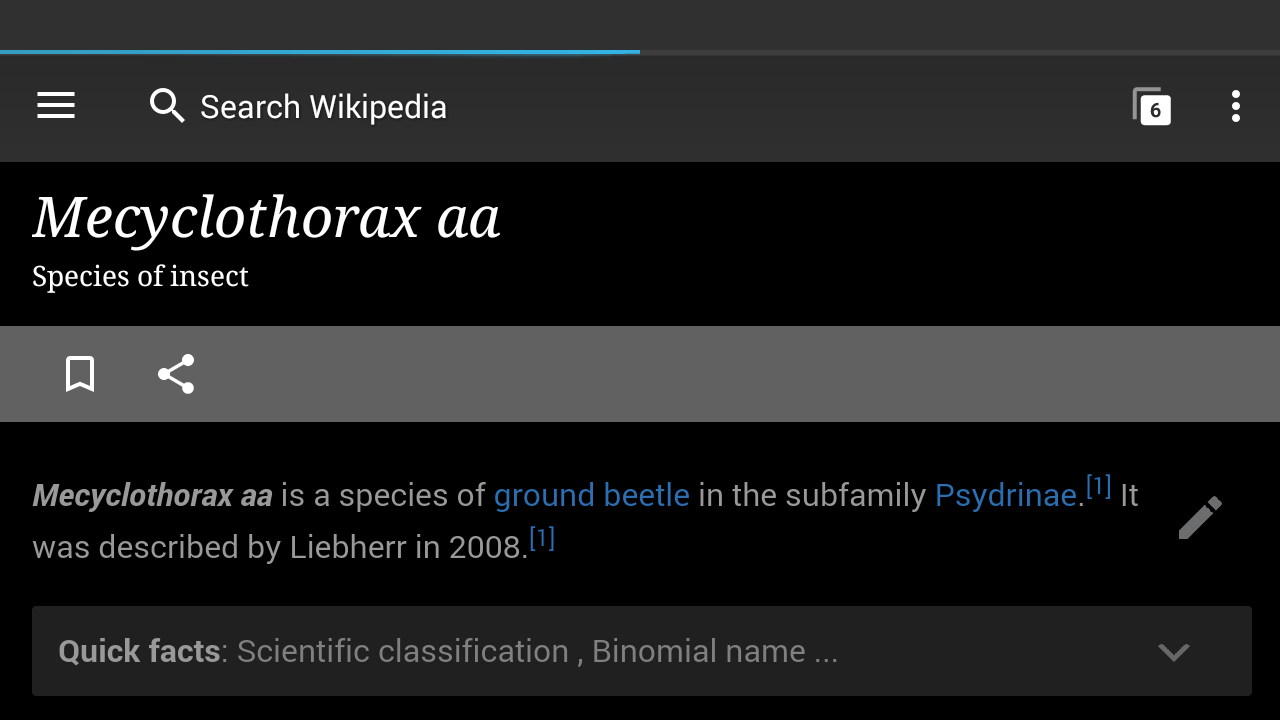 Search Wikipedia
6
Mecyclothorax aa
Species of insect
Mecyclothorax aa is a species of ground beetle in the subfamily Psydrinae.[1] It
was described by Liebherr in 2008.[1]
Quick facts: Scientific classification , Binomial name ...